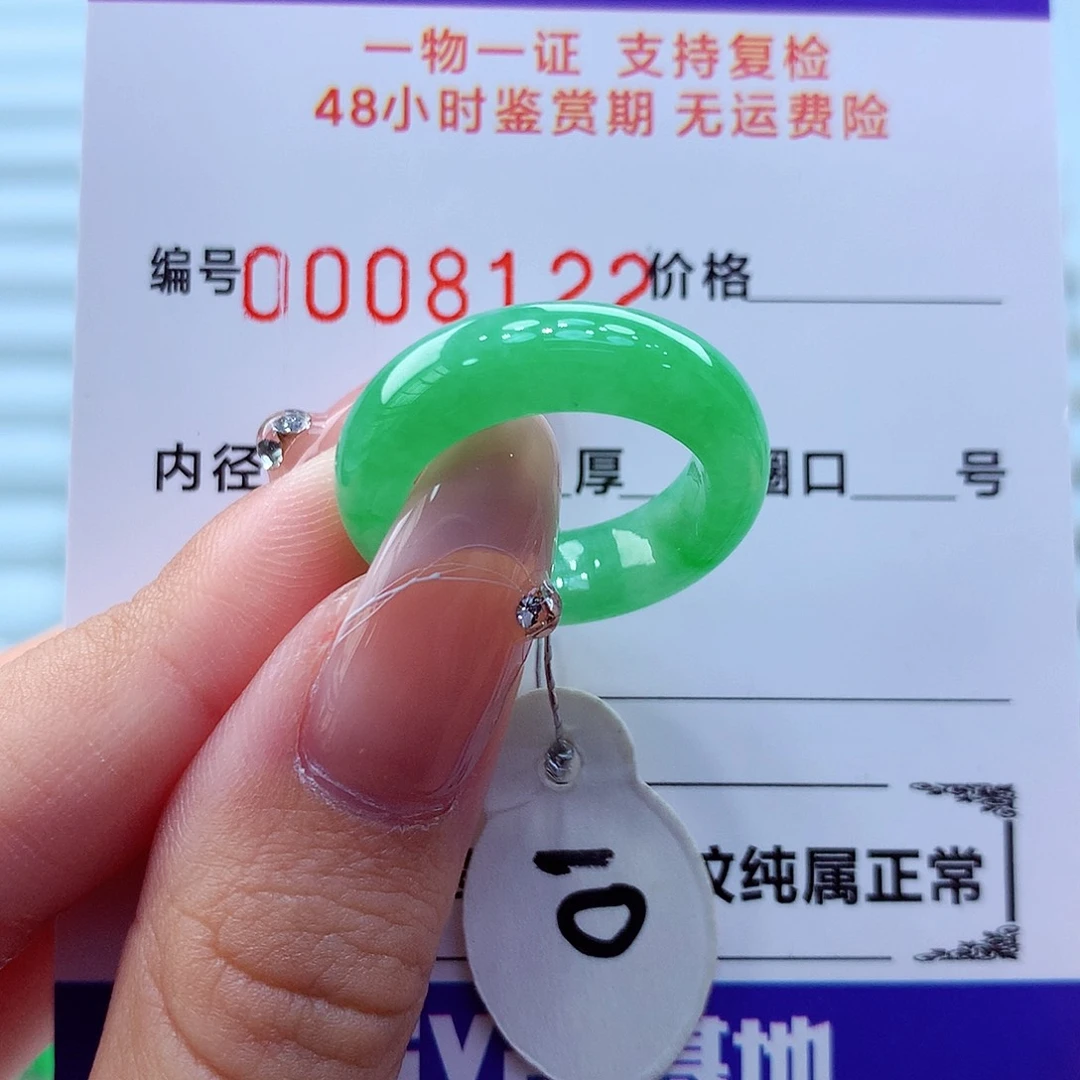 一物一证 支持复检
48小时鉴赏期 无运费险
编号0008122价格
内径 厚 圈口 号
纹纯属正常
10
基地